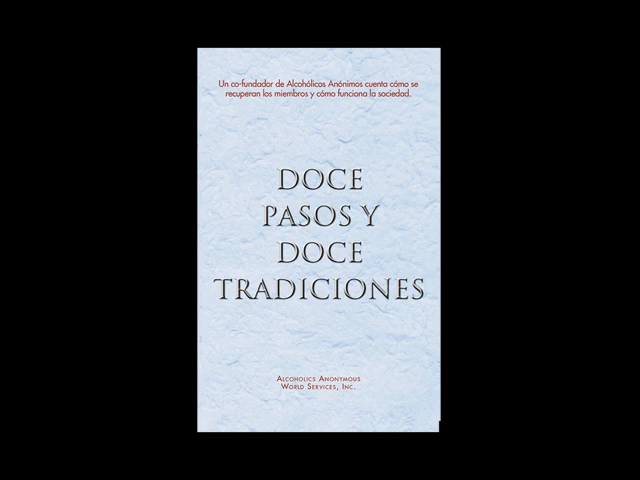 Un co-fundador de Alcohólicos Anónimos cuenta cómo se
recuperan los miembros y cómo funciona la sociedad.
DOCE
PASOS Y
DOCE
TRADICIONES
ALCOHOLICS ANONYMOUS
WORLD SERVICES, INC.